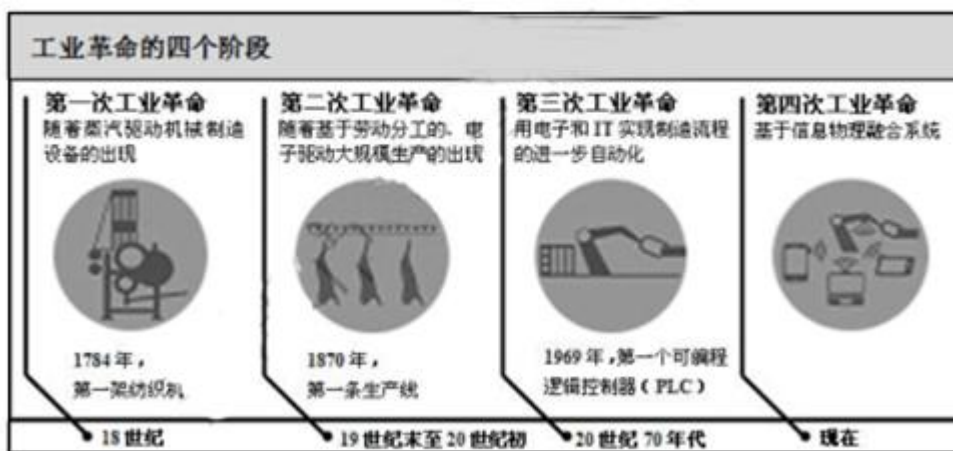 工业革命的四个阶段
第一次工业革命
随着蒸汽驱动机械制造
设备的出现
1784年，
第一架纺织机
18世纪
第二次工业革命
随着基于劳动分工的、电
子驱动大规模生产的出现
1870年，
第一条生产线
19世纪末至20世纪初
第三次工业革命
用电子和IT实现制造流程
的进一步自动化
1969年，第一个可编程
逻辑控制器（PLC）
20世纪70年代
第四次工业革命
基于信息物理融合系统
现在